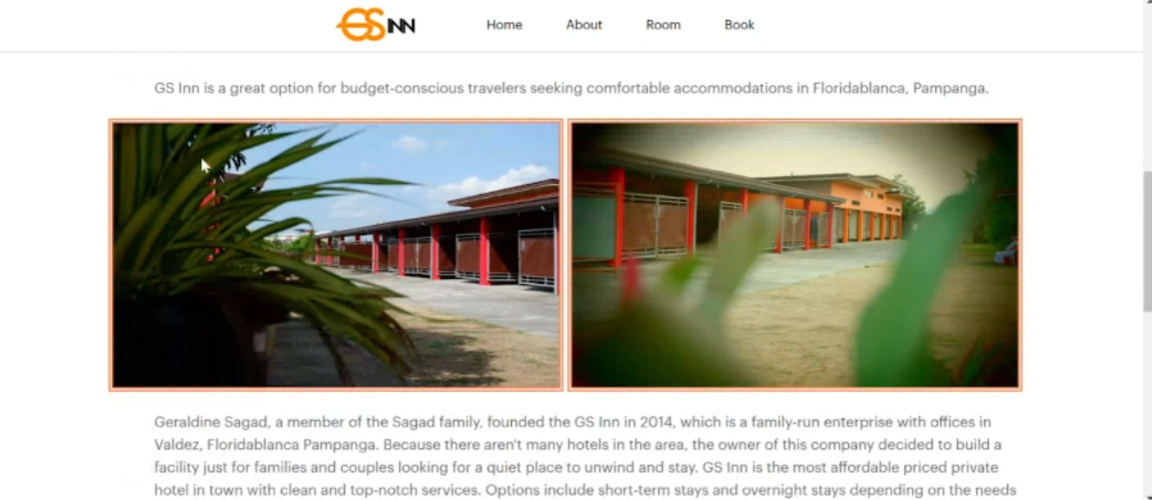 GS INN
Home
About
Room
Book
GS Inn is a great option for budget-conscious travelers seeking comfortable accommodations in Floridablanca, Pampanga.
Geraldine Sagad, a member of the Sagad family, founded the GS Inn in 2014, which is a family-run enterprise with offices in
Valdez, Floridablanca Pampanga. Because there aren't many hotels in the area, the owner of this company decided to build a
facility just for families and couples looking for a quiet place to unwind and stay. GS Inn is the most affordable priced private
hotel in town with clean and top-notch services. Options include short-term stays and overnight stays depending on the needs